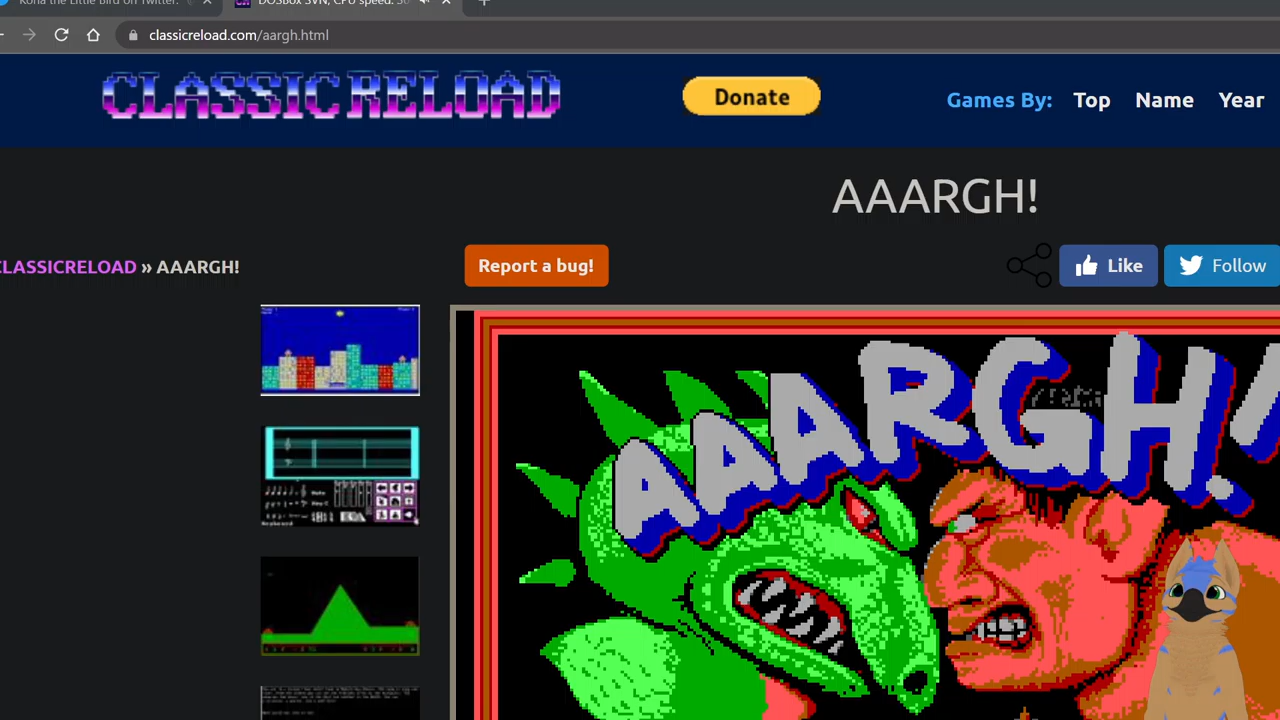 Kona the Little Bird on Twitter:
DOSBox SVN, CPU speed: 30
classicreload.com/aargh.html
CLASSIC RELOAD
Donate
Games By: Top Name Year
AAARGH!
CLASSICRELOAD » AAARGH!
Report a bug!
Like
Follow
AAARGH!